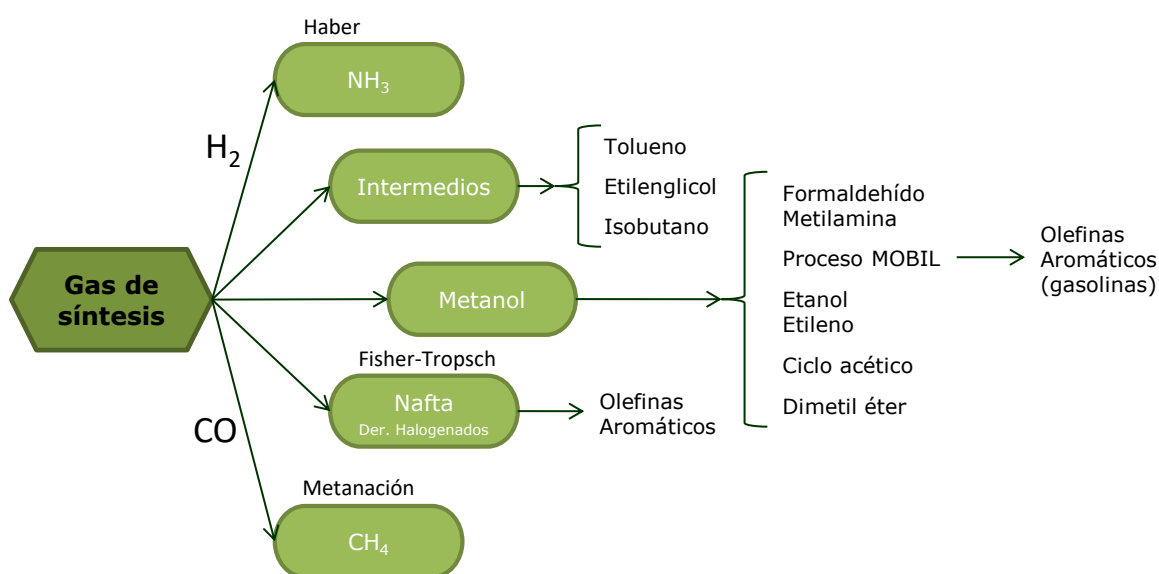 Haber
NH₃
H₂
Intermedios
Tolueno
Etilenglicol
Isobutano
Gas de
síntesis
Metanol
Formaldehído
Metilamina
Proceso MOBIL
Etanol
Etileno
Ciclo acético
Dimetil éter
Olefinas
Aromáticos
(gasolinas)
Fisher-Tropsch
Nafta
Der. Halogenados
Olefinas
Aromáticos
CO
Metanación
CH₄